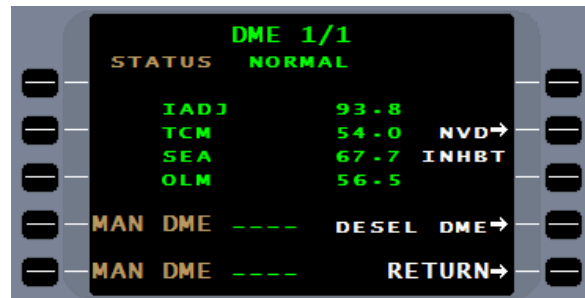 DME 1/1
STATUS NORMAL
IADJ 93.8
TCM 54.0 NVD→
SEA 67.7 INHBT
OLM 56.5
MAN DME ---- DESEL DME→
MAN DME ---- RETURN→